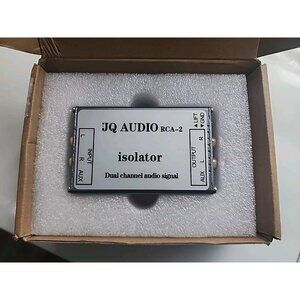 JQ AUDIO RCA-2
isolator
Dual channel audio signal
INPUT
L R AUX
OUTPUT
AUX L R
▲LIFT
▼GND